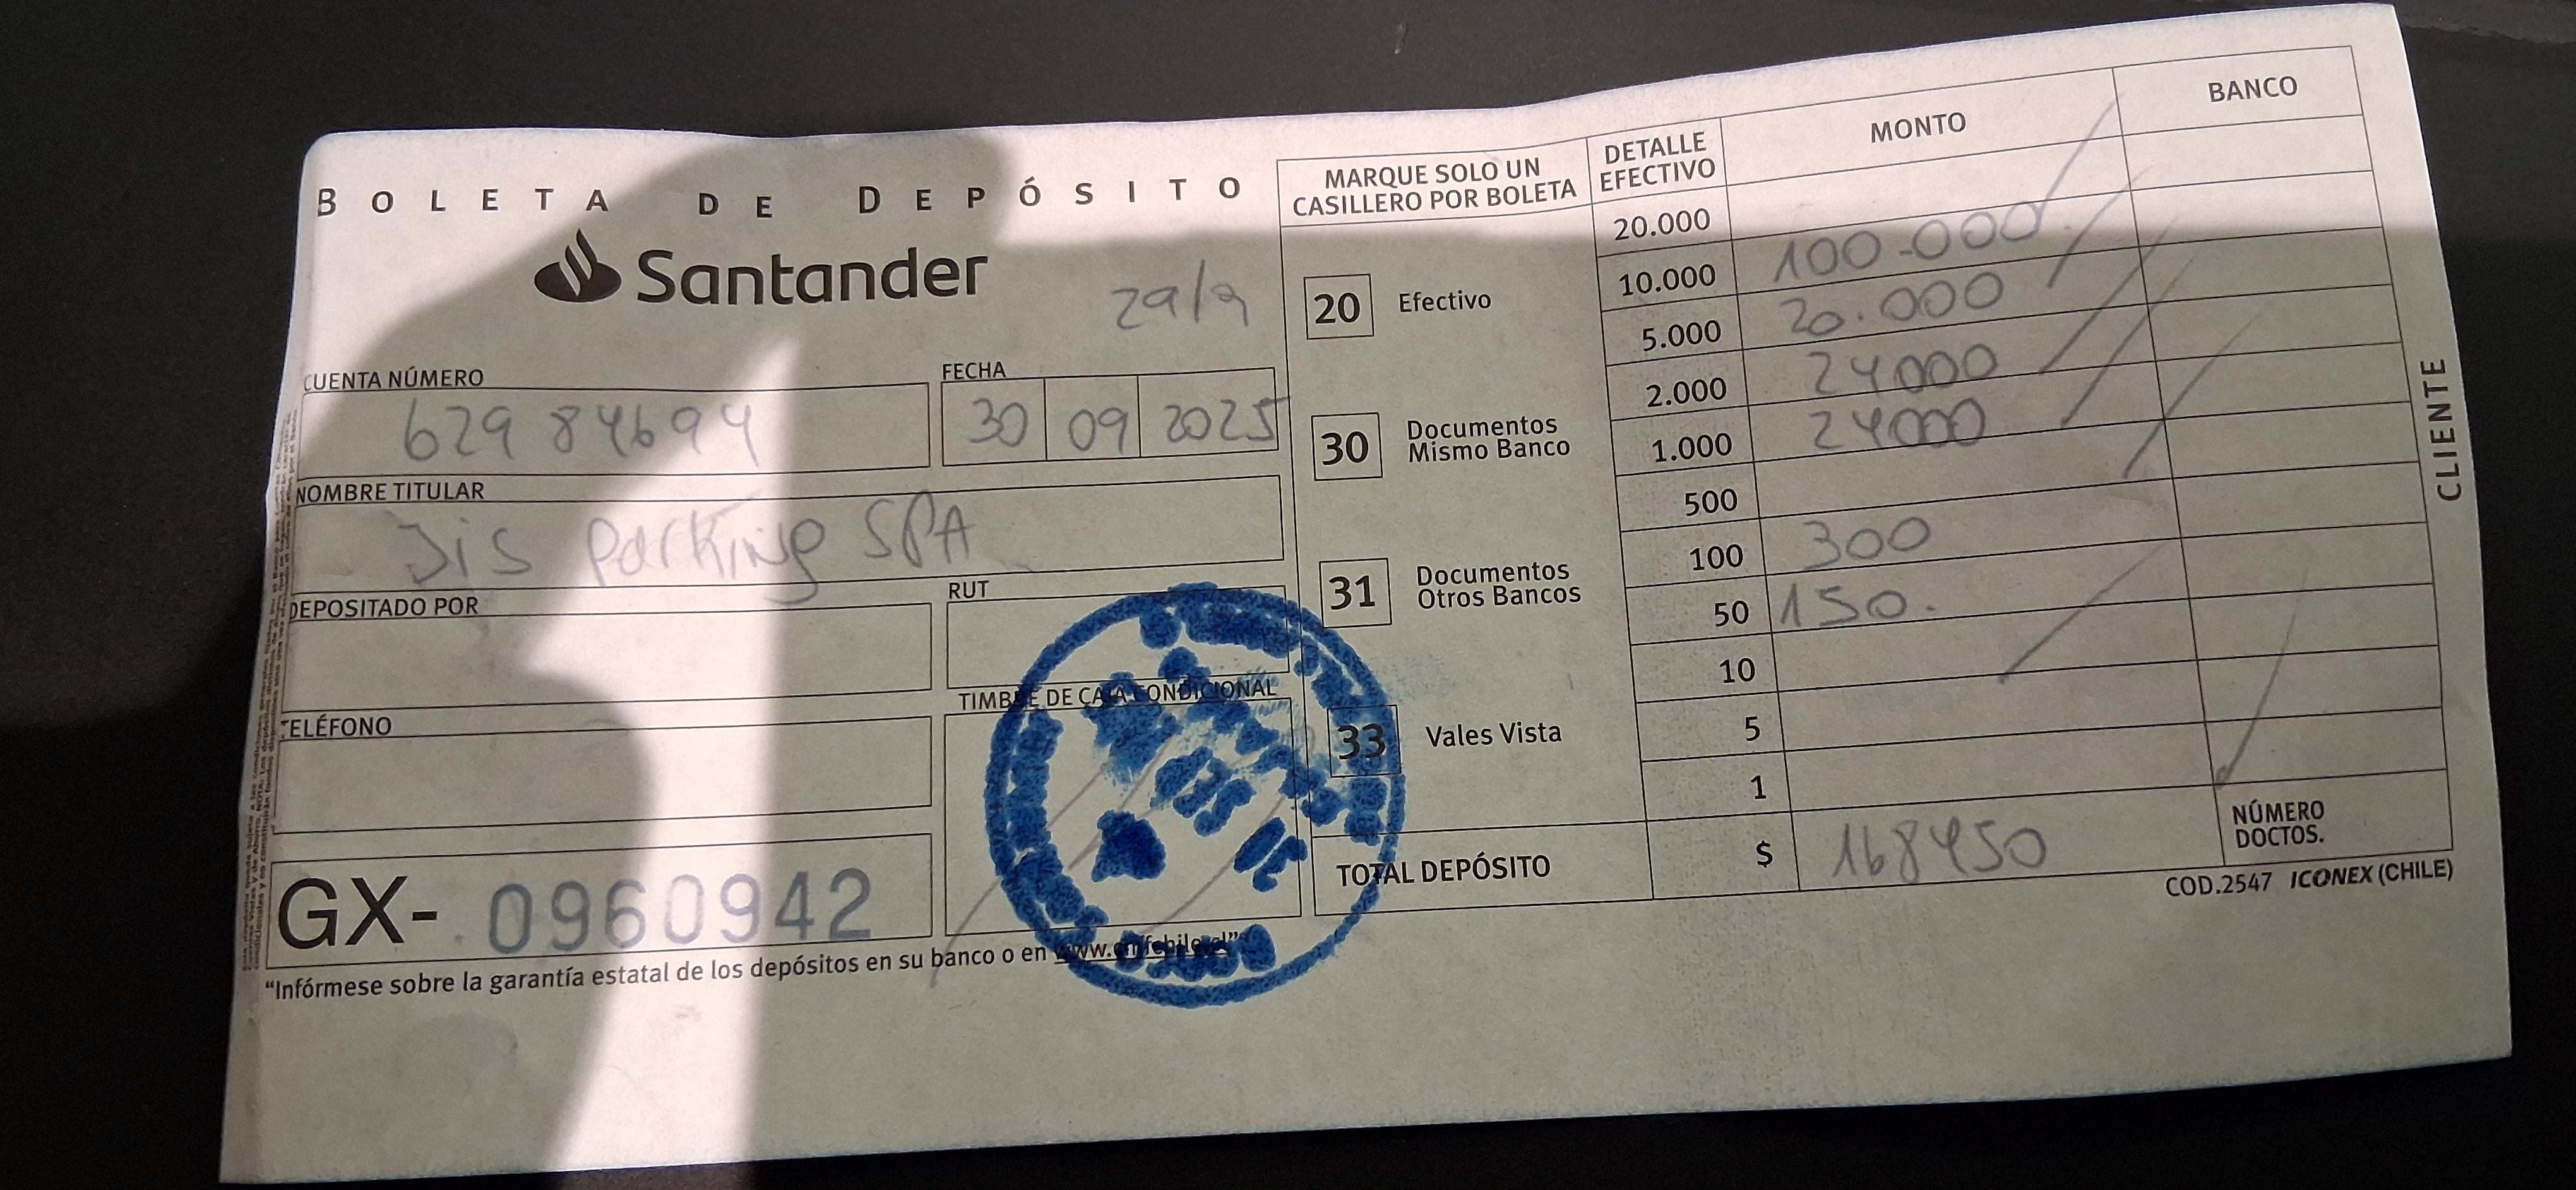 BOLETA DE DEPÓSITO
Santander
29/9
CUENTA NÚMERO
629 84694
FECHA
30 09 2025
NOMBRE TITULAR
Jis Parking SPA
DEPOSITADO POR
RUT
TELÉFONO
TIMBRE DE CAJA CONDICIONAL
GX- 0960942
“Infórmese sobre la garantía estatal de los depósitos en su banco o en www.cmfchile.cl”
MARQUE SOLO UN
CASILLERO POR BOLETA
20 Efectivo
30 Documentos
Mismo Banco
31 Documentos
Otros Bancos
33 Vales Vista
DETALLE
EFECTIVO
MONTO
BANCO
20.000
10.000 100.000
5.000 20.000
2.000 24000
1.000 24000
500
100 300
50 150.
10
5
1
TOTAL DEPÓSITO $ 168450
NÚMERO
DOCTOS.
COD.2547 ICONEX (CHILE)
CLIENTE